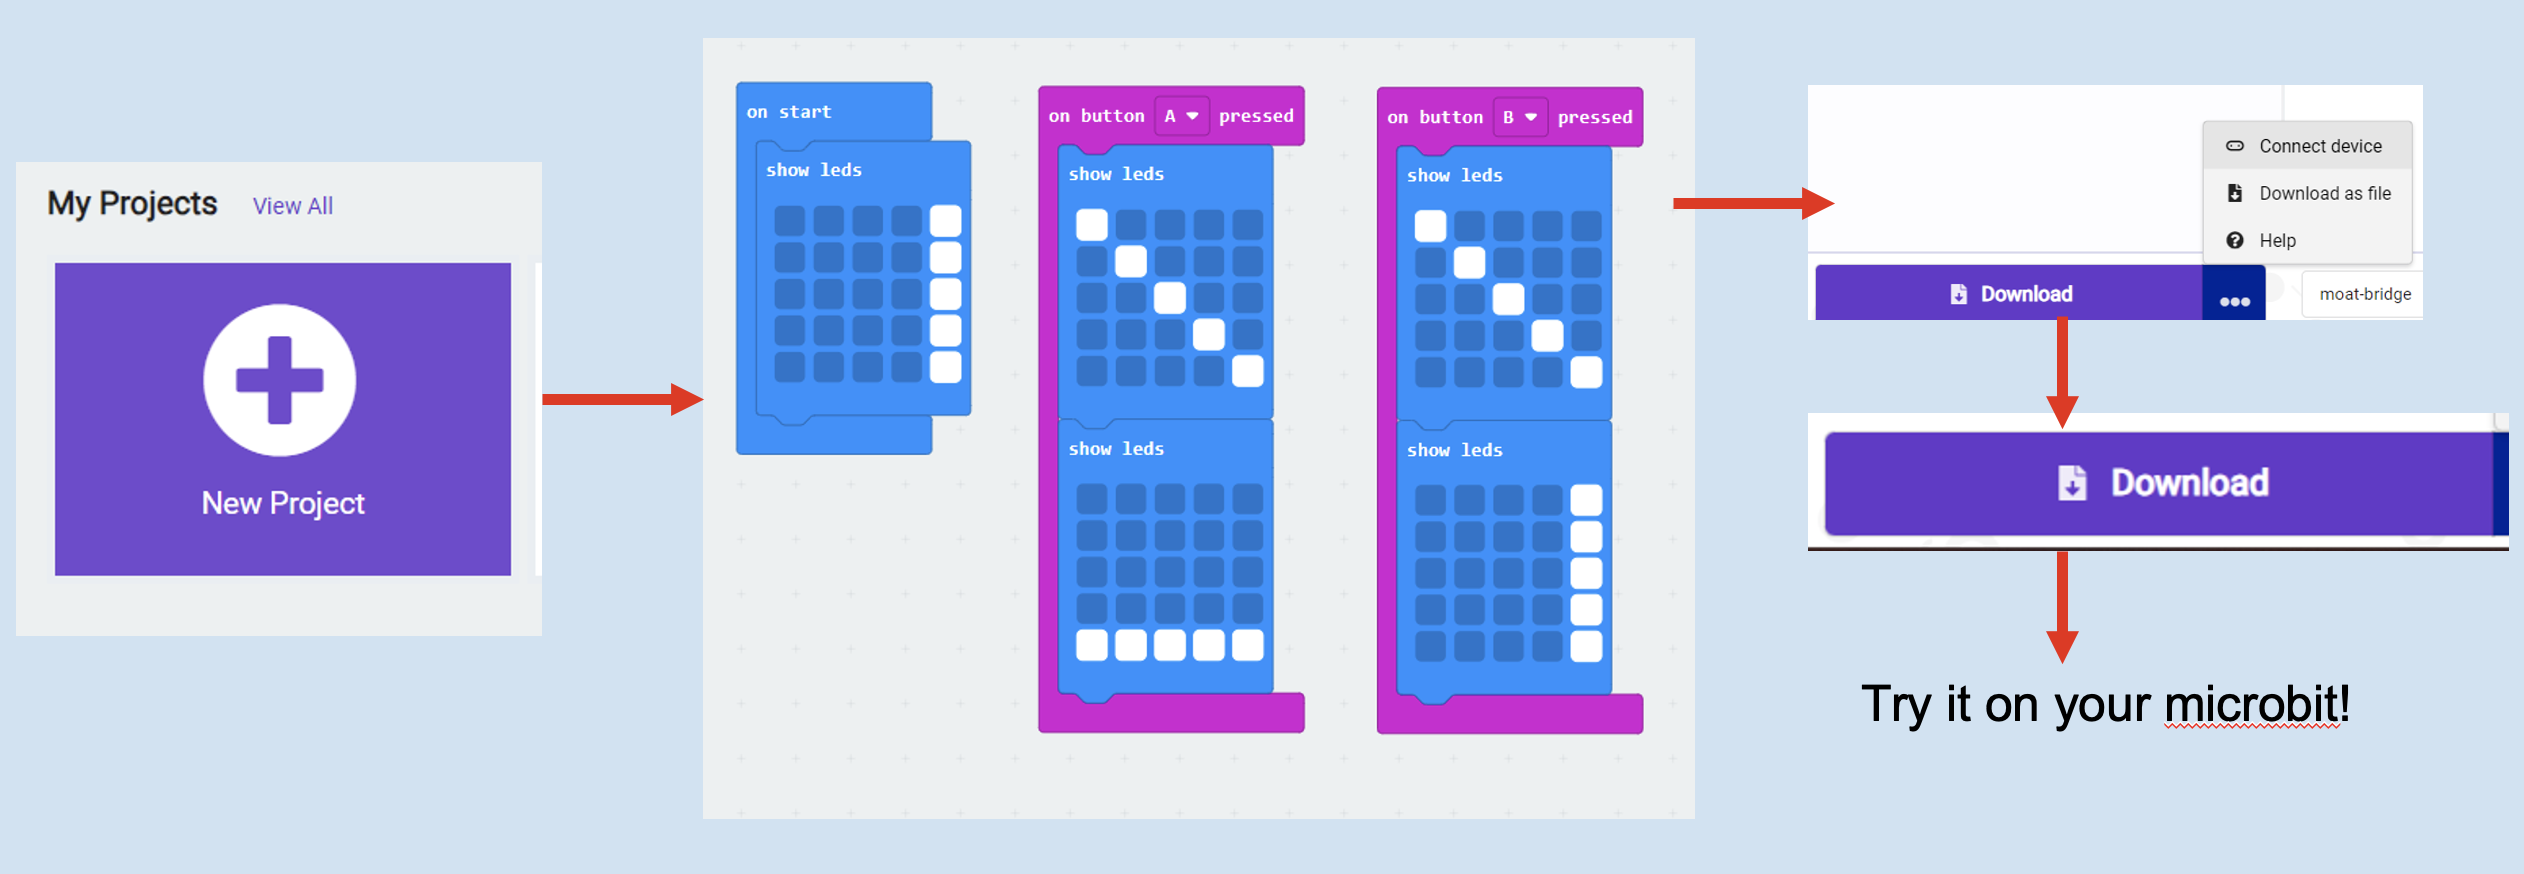 My Projects View All
New Project
on start
show leds
on button A pressed
show leds
show leds
on button B pressed
show leds
show leds
Connect device
Download as file
Help
Download
moat-bridge
Download
Try it on your microbit!